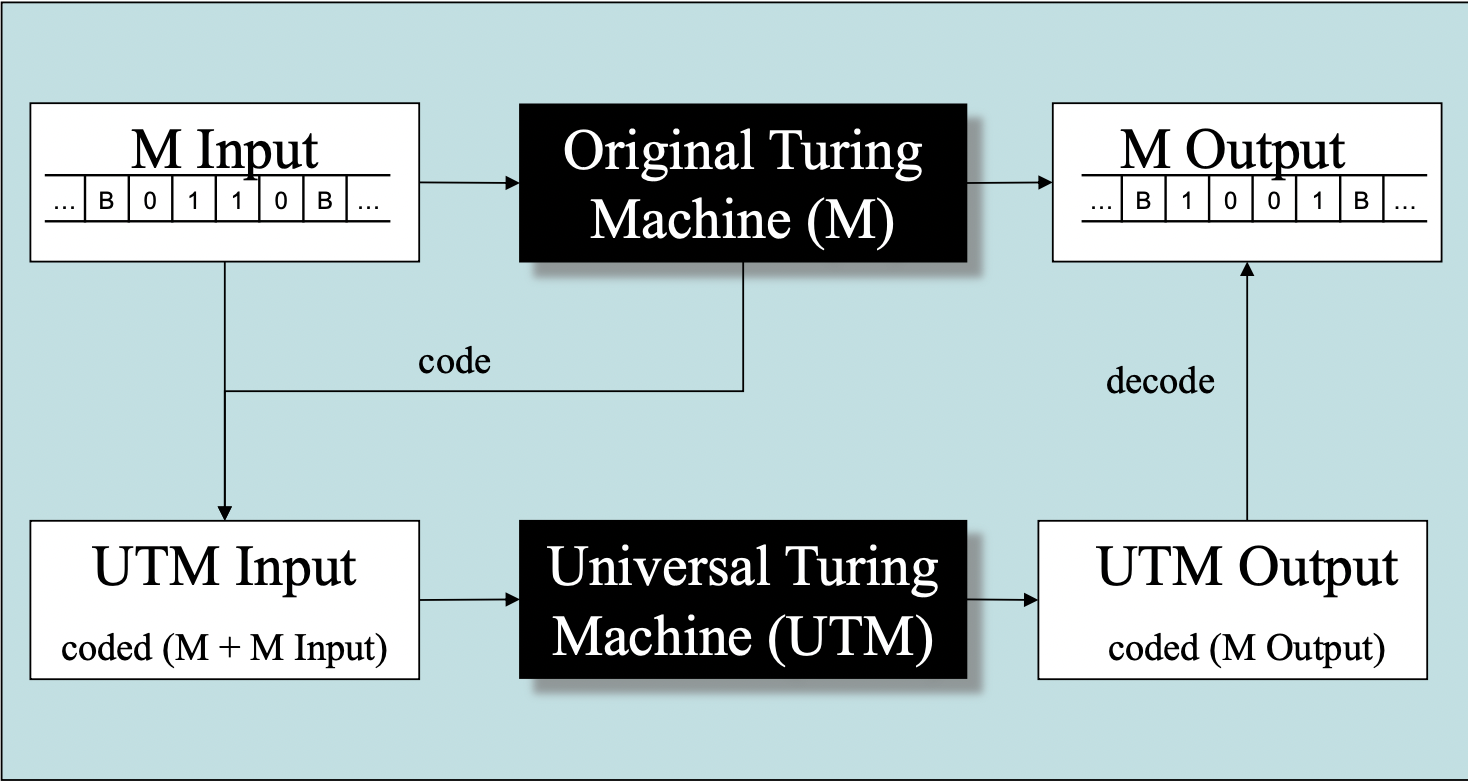 M Input
... B 0 1 1 0 B ...
Original Turing
Machine (M)
M Output
... B 1 0 0 1 B ...
code
decode
UTM Input
coded (M + M Input)
Universal Turing
Machine (UTM)
UTM Output
coded (M Output)